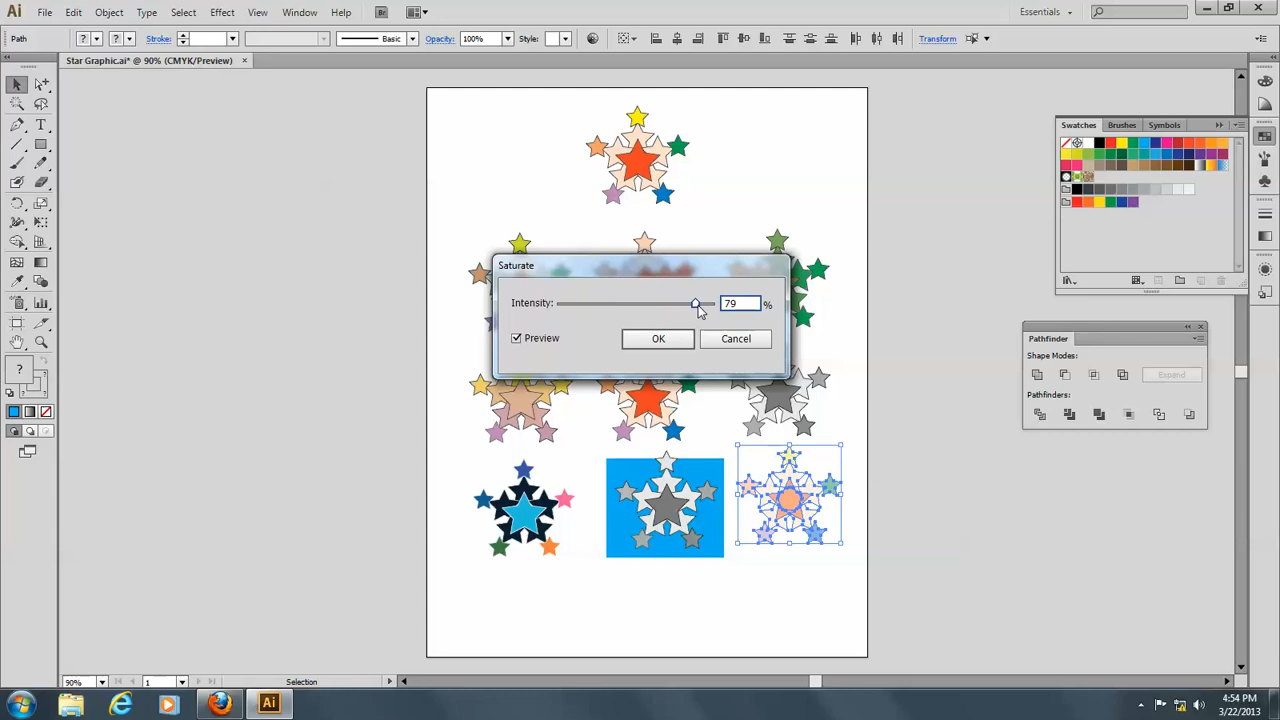 Ai File Edit Object Type Select Effect View Window Help Br Essentials
Path ? ? Stroke: Basic Opacity: 100% Style: Transform
Star Graphic.ai* @ 90% (CMYK/Preview) ×
Swatches Brushes Symbols
Saturate
Intensity: 79 %
Preview OK Cancel
Pathfinder
Shape Modes:
Expand
Pathfinders:
?
90% 1 Selection
Ai 4:54 PM
3/22/2013